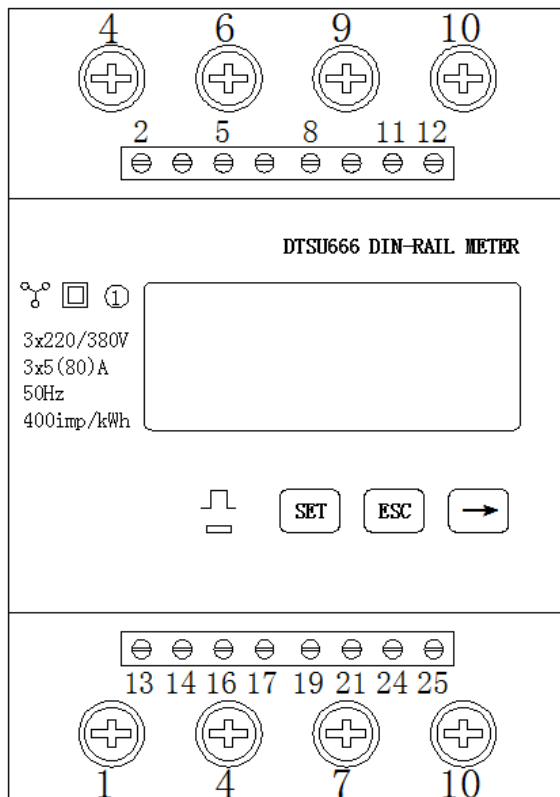 4 6 9 10
2 5 8 11 12
DTSU666 DIN-RAIL METER
1
3x220/380V
3x5(80)A
50Hz
400imp/kWh
SET ESC
13 14 16 17 19 21 24 25
1 4 7 10